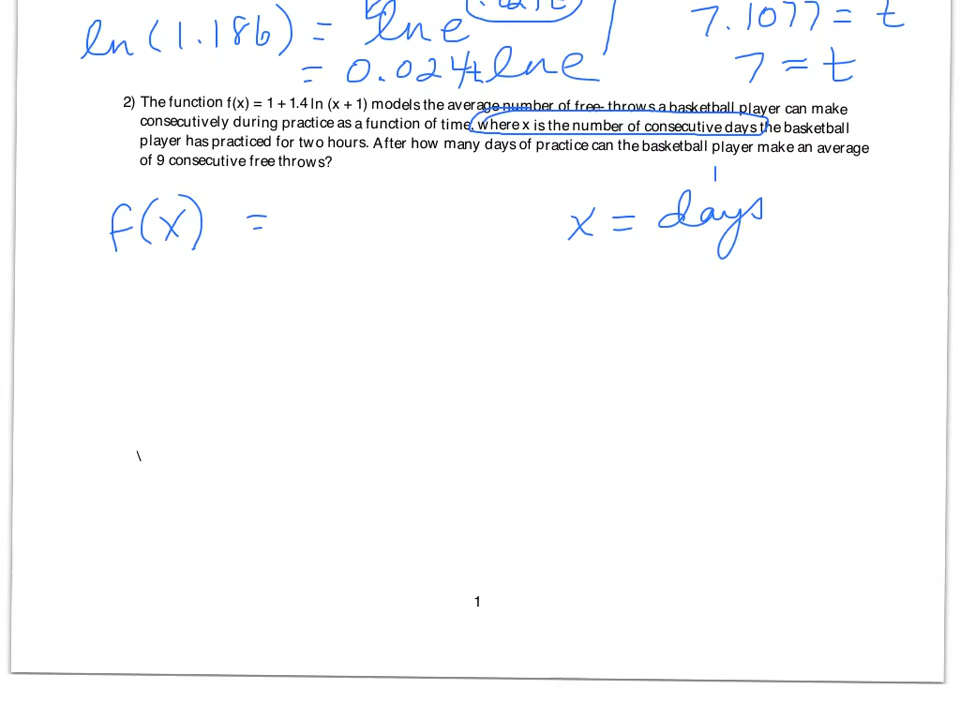 ln(1.186) = ln e
= 0.024t ln e
7.1077 = t
7 = t
2) The function f(x) = 1 + 1.4 ln (x + 1) models the average number of free- throws a basketball player can make
consecutively during practice as a function of time, where x is the number of consecutive days the basketball
player has practiced for two hours. After how many days of practice can the basketball player make an average
of 9 consecutive free throws?
f(x) =
x = days
\
1